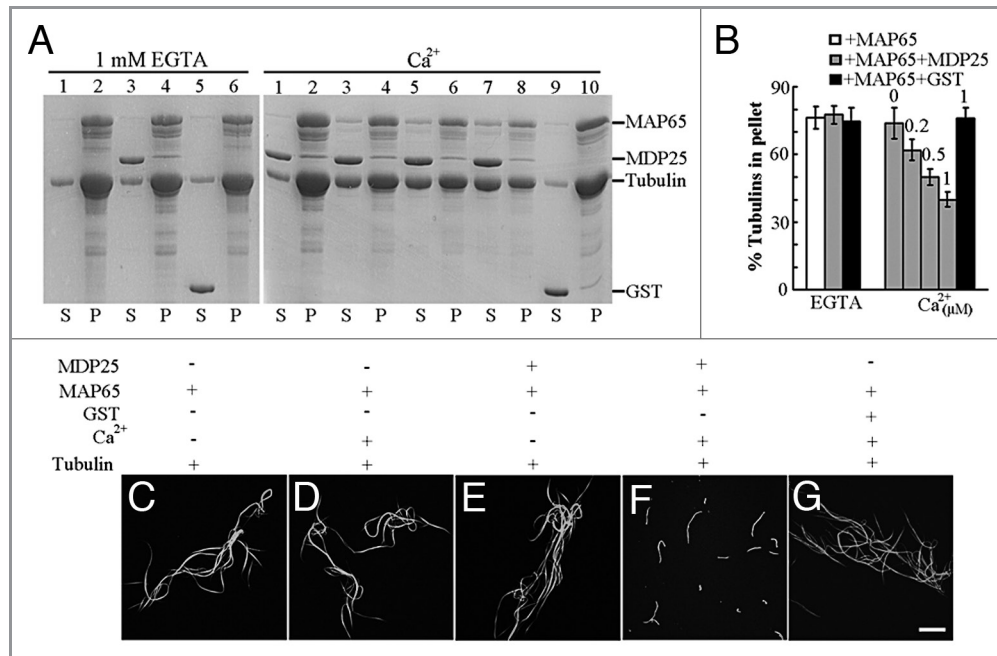 A
1 mM EGTA
Ca2+
1 2 3 4 5 6 1 2 3 4 5 6 7 8 9 10
MAP65
MDP25
Tubulin
GST
S P S P S P S P S P S P S P S P
B
+MAP65
+MAP65+MDP25
+MAP65+GST
% Tubulins in pellet
90
60
30
0
0 0.2 0.5 1 1
EGTA Ca2+(μM)
MDP25 - - + + -
MAP65 + + + + +
GST - - - - +
Ca2+ - + - + +
Tubulin + + + + +
C D E F G